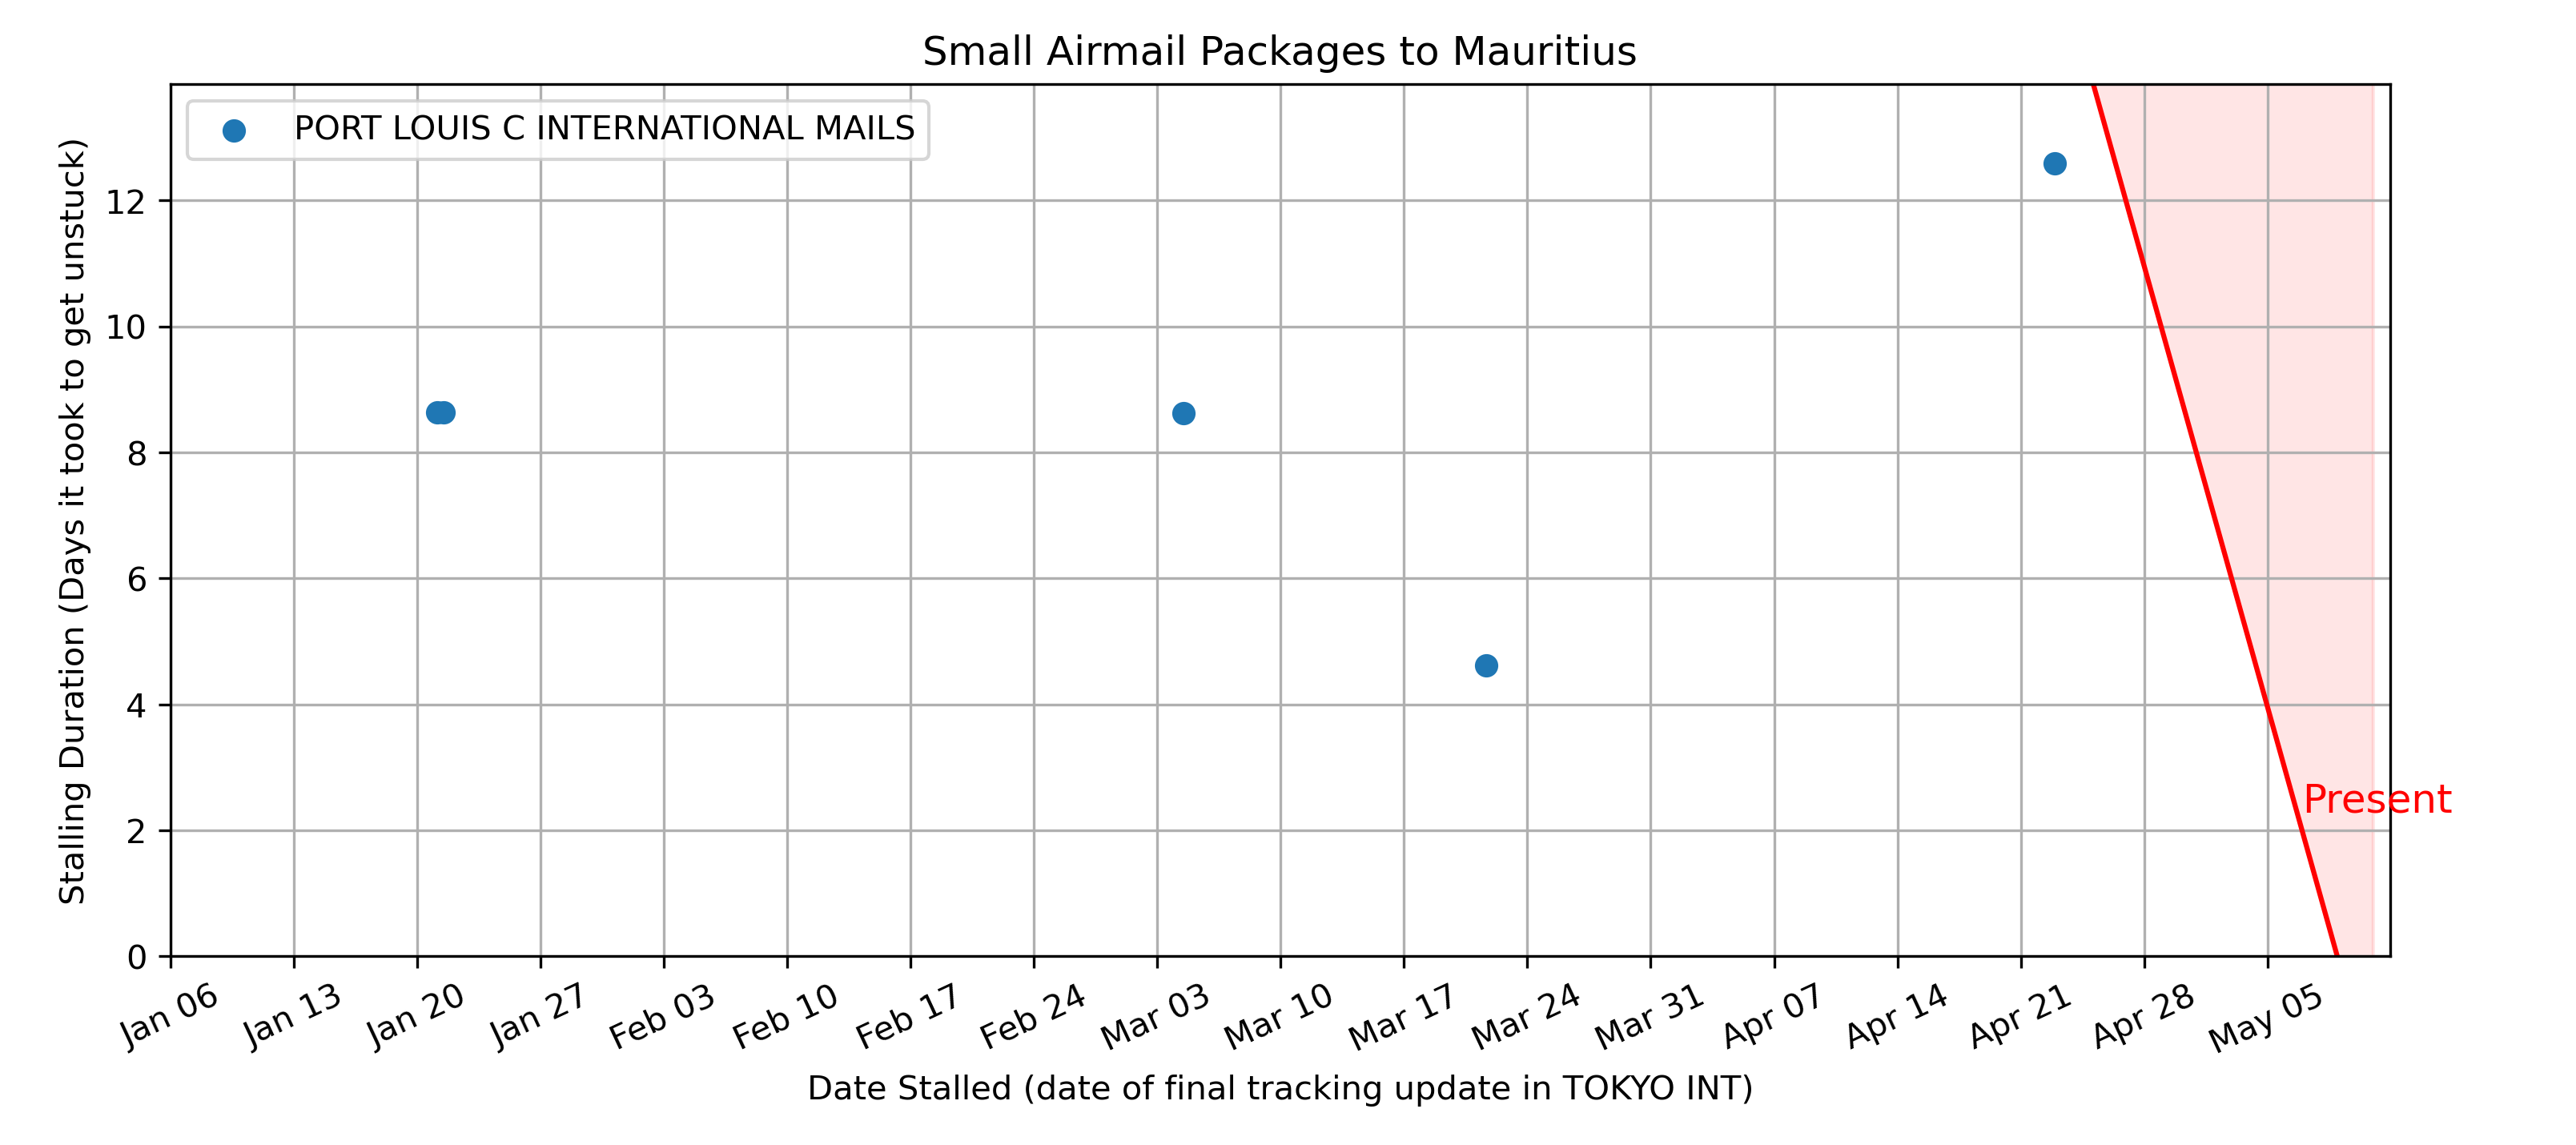 Small Airmail Packages to Mauritius
PORT LOUIS C INTERNATIONAL MAILS
Stalling Duration (Days it took to get unstuck)
12
10
8
6
4
2
0
Present
Jan 06
Jan 13
Jan 20
Jan 27
Feb 03
Feb 10
Feb 17
Feb 24
Mar 03
Mar 10
Mar 17
Mar 24
Mar 31
Apr 07
Apr 14
Apr 21
Apr 28
May 05
Date Stalled (date of final tracking update in TOKYO INT)